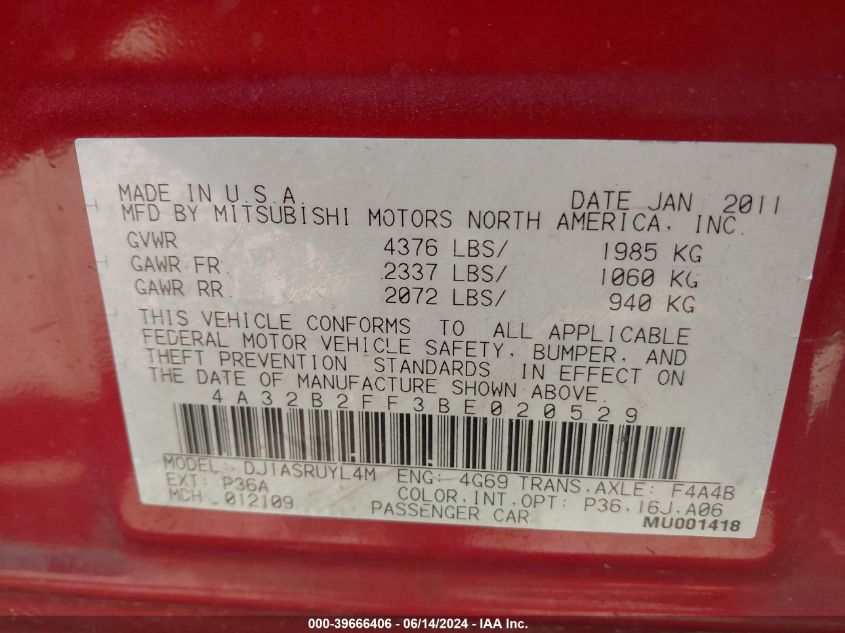 MADE IN U.S.A. DATE JAN 2011
MFD BY MITSUBISHI MOTORS NORTH AMERICA, INC.
GVWR 4376 LBS/ 1985 KG
GAWR FR. 2337 LBS/ 1060 KG
GAWR RR. 2072 LBS/ 940 KG
THIS VEHICLE CONFORMS TO ALL APPLICABLE
FEDERAL MOTOR VEHICLE SAFETY, BUMPER, AND
THEFT PREVENTION STANDARDS IN EFFECT ON
THE DATE OF MANUFACTURE SHOWN ABOVE.
4A32B2FF3BE020529
MODEL: DJ1ASRUYL4M ENG: 4G69 TRANS.AXLE: F4A4B
EXT: P36A COLOR,INT,OPT: P36,16J,A06
MCH 012109 PASSENGER CAR
MU001418
000-39666406 - 06/14/2024 - IAA Inc.